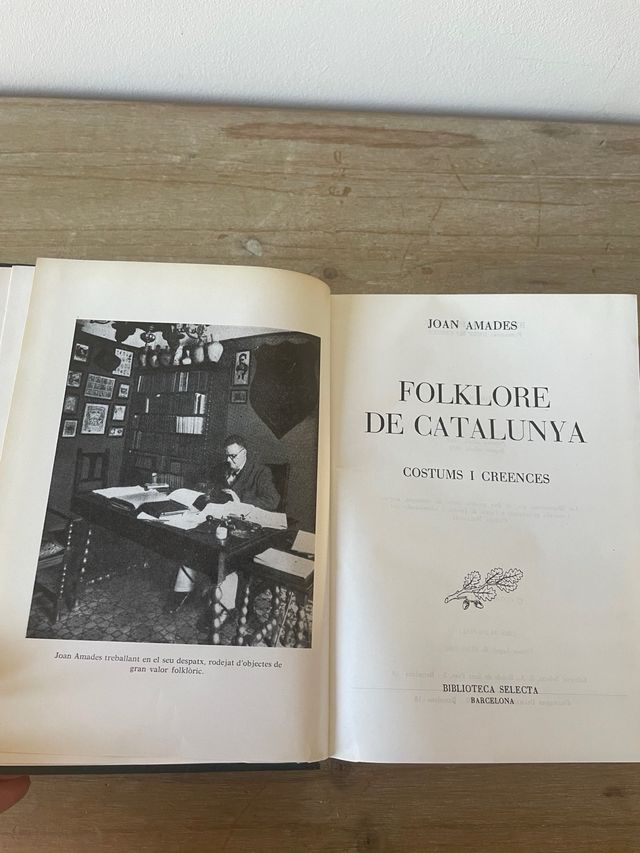 Joan Amades treballant en el seu despatx, rodejat d'objectes de
gran valor folklòric.
JOAN AMADES
FOLKLORE
DE CATALUNYA
COSTUMS I CREENCES
BIBLIOTECA SELECTA
BARCELONA